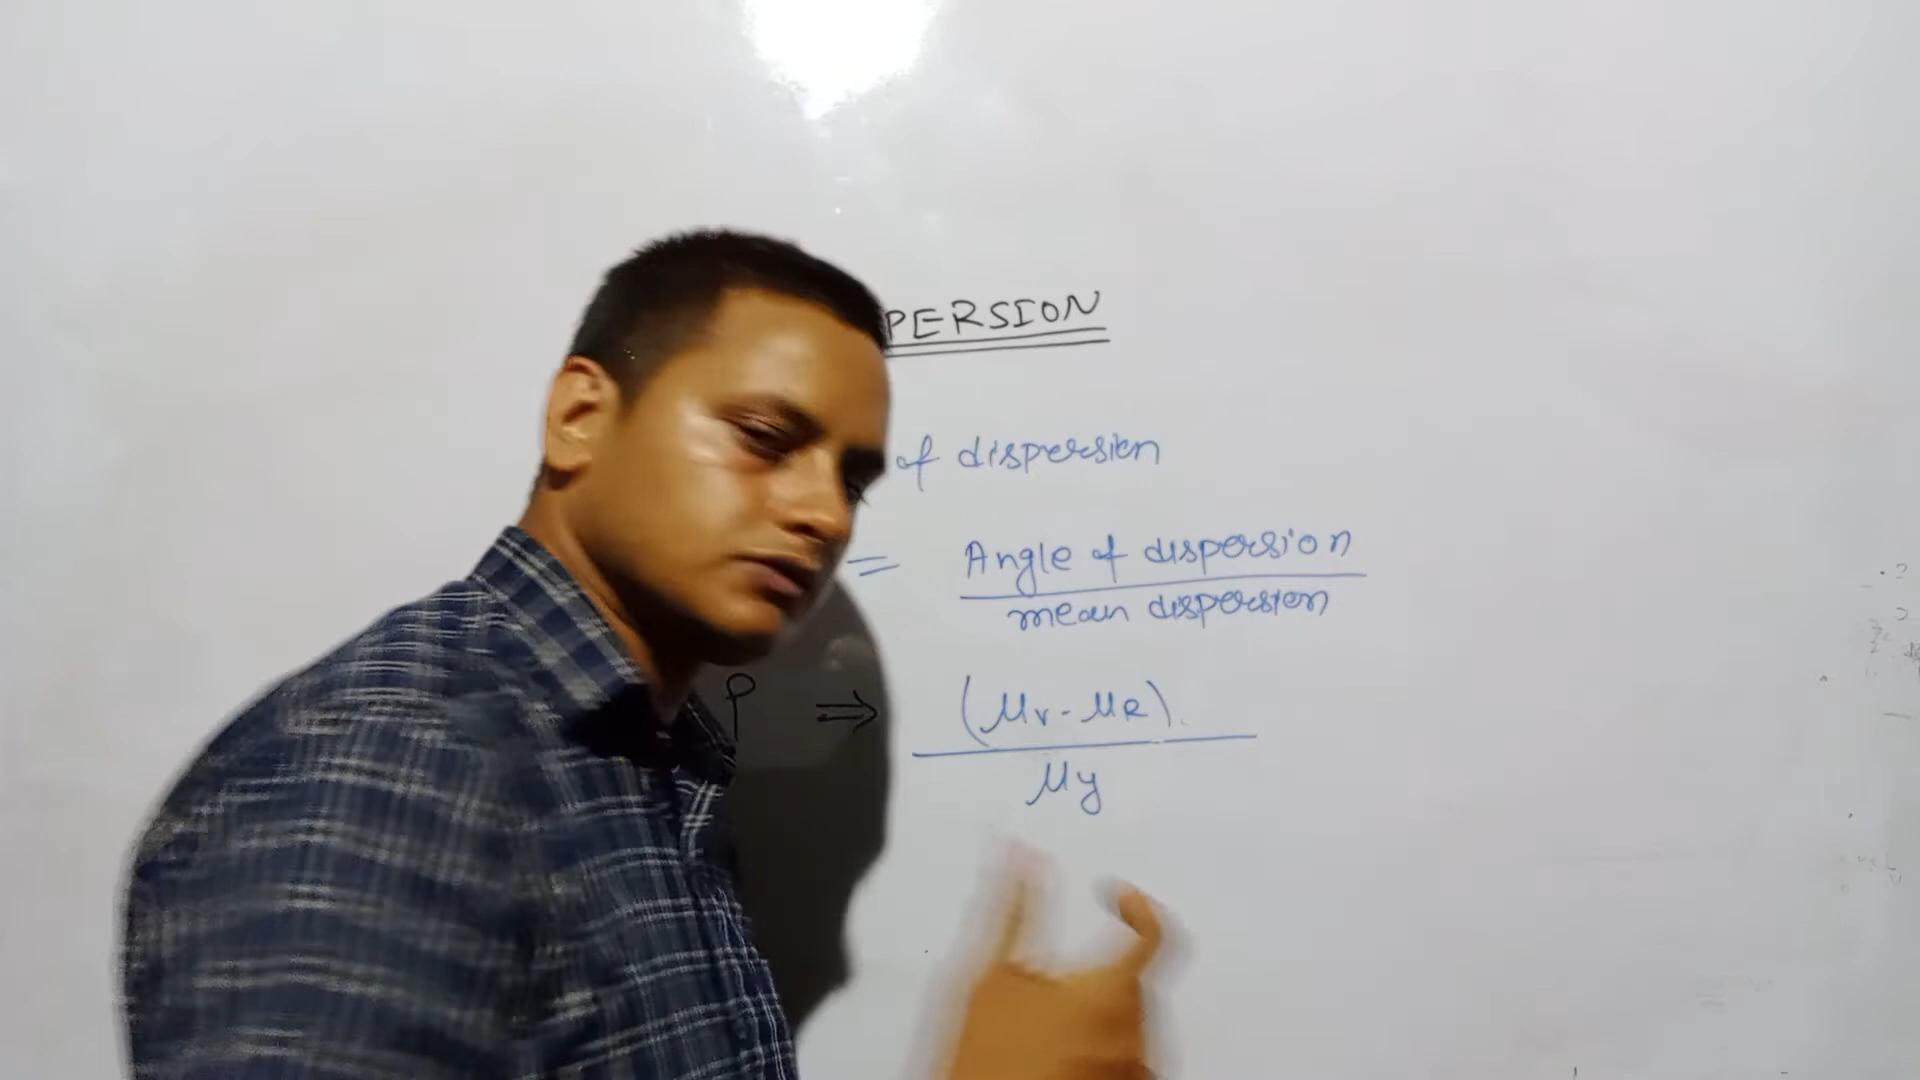 PERSION
of dispersion
= Angle of dispersion
mean dispersion
P ⇒ (μv - μR)
μy